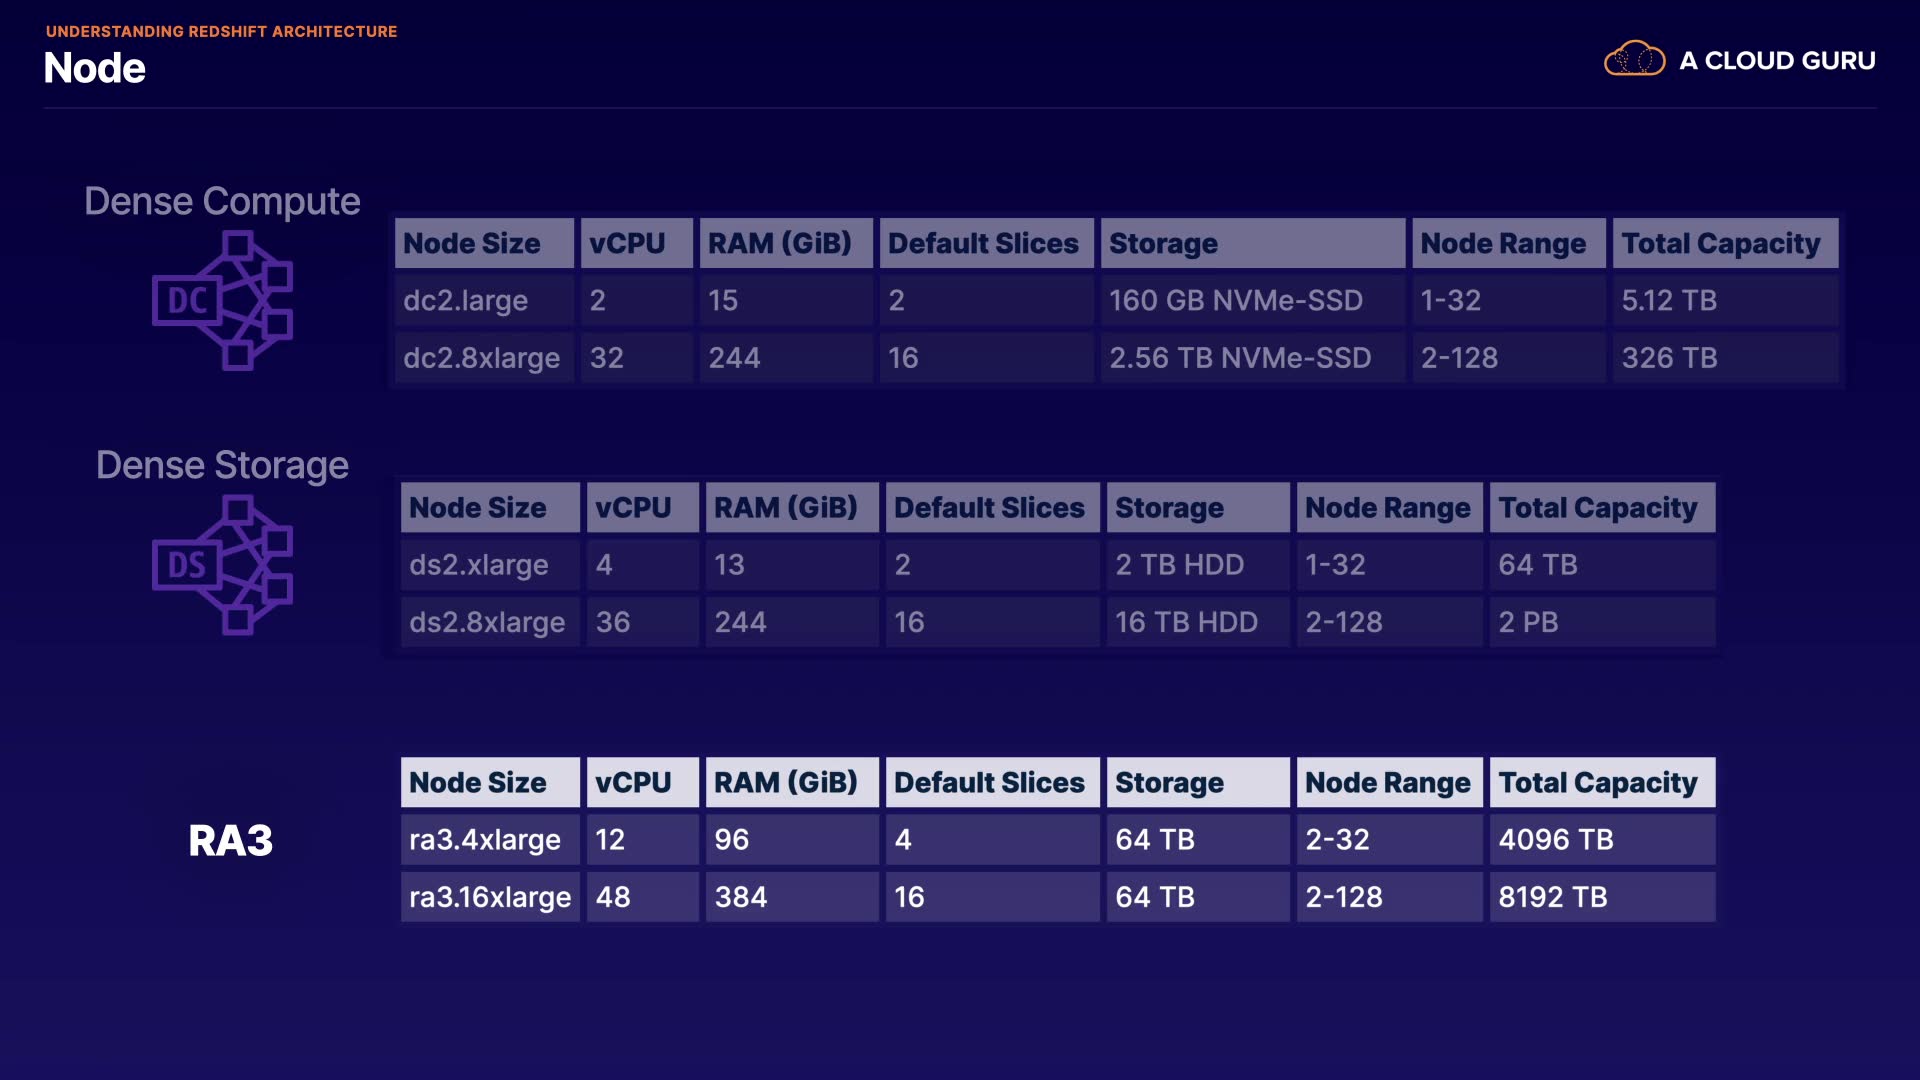 UNDERSTANDING REDSHIFT ARCHITECTURE
Node
A CLOUD GURU
Dense Compute
DC
Node Size vCPU RAM (GiB) Default Slices Storage Node Range Total Capacity
dc2.large 2 15 2 160 GB NVMe-SSD 1-32 5.12 TB
dc2.8xlarge 32 244 16 2.56 TB NVMe-SSD 2-128 326 TB
Dense Storage
DS
Node Size vCPU RAM (GiB) Default Slices Storage Node Range Total Capacity
ds2.xlarge 4 13 2 2 TB HDD 1-32 64 TB
ds2.8xlarge 36 244 16 16 TB HDD 2-128 2 PB
RA3
Node Size vCPU RAM (GiB) Default Slices Storage Node Range Total Capacity
ra3.4xlarge 12 96 4 64 TB 2-32 4096 TB
ra3.16xlarge 48 384 16 64 TB 2-128 8192 TB